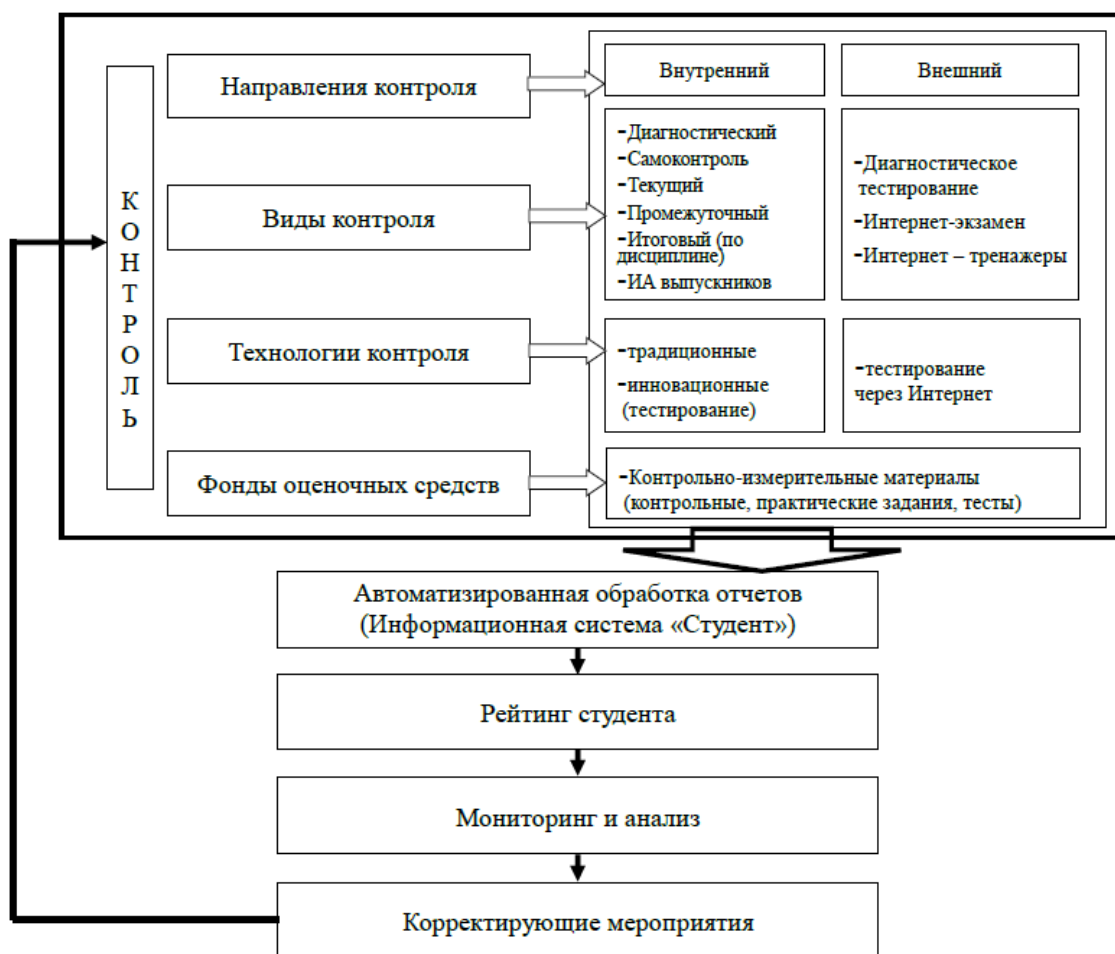 КОНТРОЛЬ
Направления контроля
Внутренний
Внешний
Виды контроля
-Диагностический
-Самоконтроль
-Текущий
-Промежуточный
-Итоговый (по
дисциплине)
-ИА выпускников
-Диагностическое
тестирование
-Интернет-экзамен
-Интернет – тренажеры
Технологии контроля
-традиционные
-инновационные
(тестирование)
-тестирование
через Интернет
Фонды оценочных средств
-Контрольно-измерительные материалы
(контрольные, практические задания, тесты)
Автоматизированная обработка отчетов
(Информационная система «Студент»)
Рейтинг студента
Мониторинг и анализ
Корректирующие мероприятия